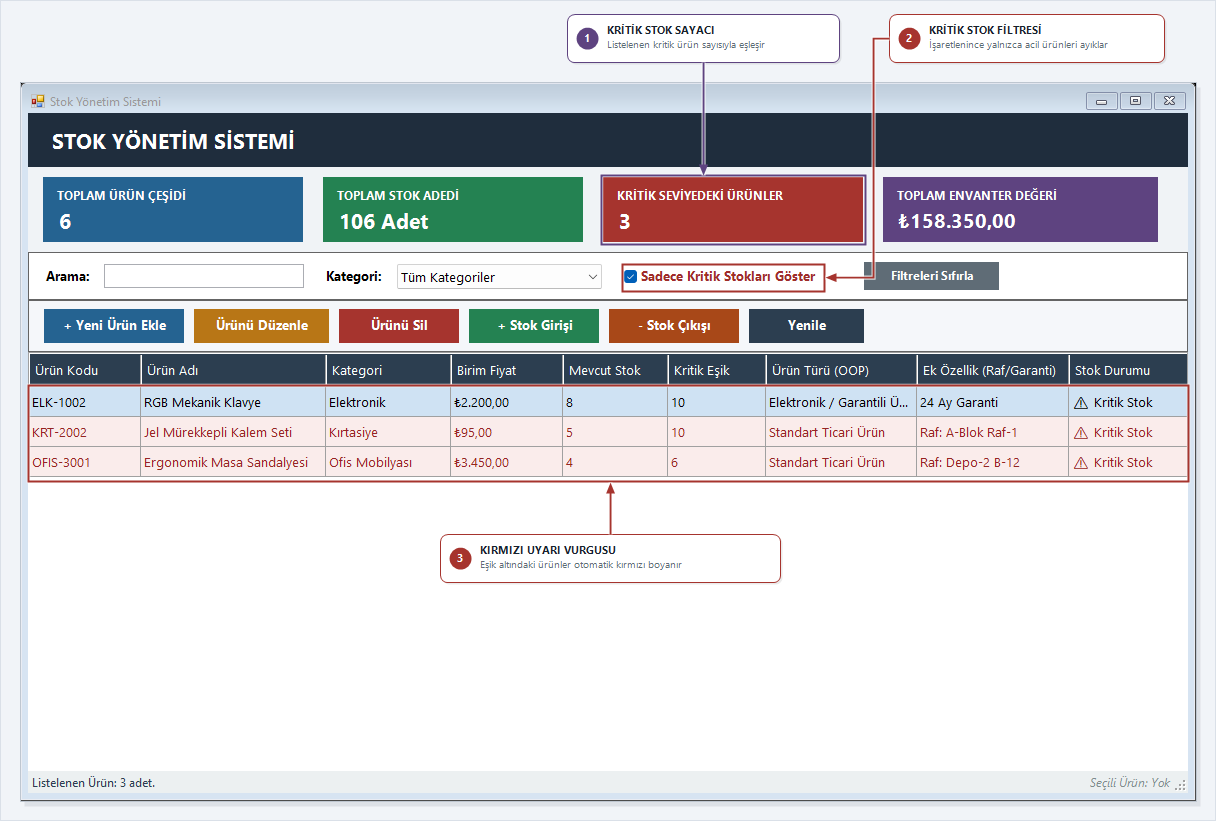 1
KRİTİK STOK SAYACI
Listelenen kritik ürün sayısıyla eşleşir
2
KRİTİK STOK FİLTRESİ
İşaretlenince yalnızca acil ürünleri ayıklar
Stok Yönetim Sistemi
STOK YÖNETİM SİSTEMİ
TOPLAM ÜRÜN ÇEŞİDİ
6
TOPLAM STOK ADEDİ
106 Adet
KRİTİK SEVİYEDEKİ ÜRÜNLER
3
TOPLAM ENVANTER DEĞERİ
₺158.350,00
Arama: Kategori: Tüm Kategoriler Sadece Kritik Stokları Göster Filtreleri Sıfırla
+ Yeni Ürün Ekle Ürünü Düzenle Ürünü Sil + Stok Girişi - Stok Çıkışı Yenile
Ürün Kodu Ürün Adı Kategori Birim Fiyat Mevcut Stok Kritik Eşik Ürün Türü (OOP) Ek Özellik (Raf/Garanti) Stok Durumu
ELK-1002 RGB Mekanik Klavye Elektronik ₺2.200,00 8 10 Elektronik / Garantili Ü... 24 Ay Garanti ⚠ Kritik Stok
KRT-2002 Jel Mürekkepli Kalem Seti Kırtasiye ₺95,00 5 10 Standart Ticari Ürün Raf: A-Blok Raf-1 ⚠ Kritik Stok
OFIS-3001 Ergonomik Masa Sandalyesi Ofis Mobilyası ₺3.450,00 4 6 Standart Ticari Ürün Raf: Depo-2 B-12 ⚠ Kritik Stok
3
KIRMIZI UYARI VURGUSU
Eşik altındaki ürünler otomatik kırmızı boyanır
Listelenen Ürün: 3 adet. Seçili Ürün: Yok